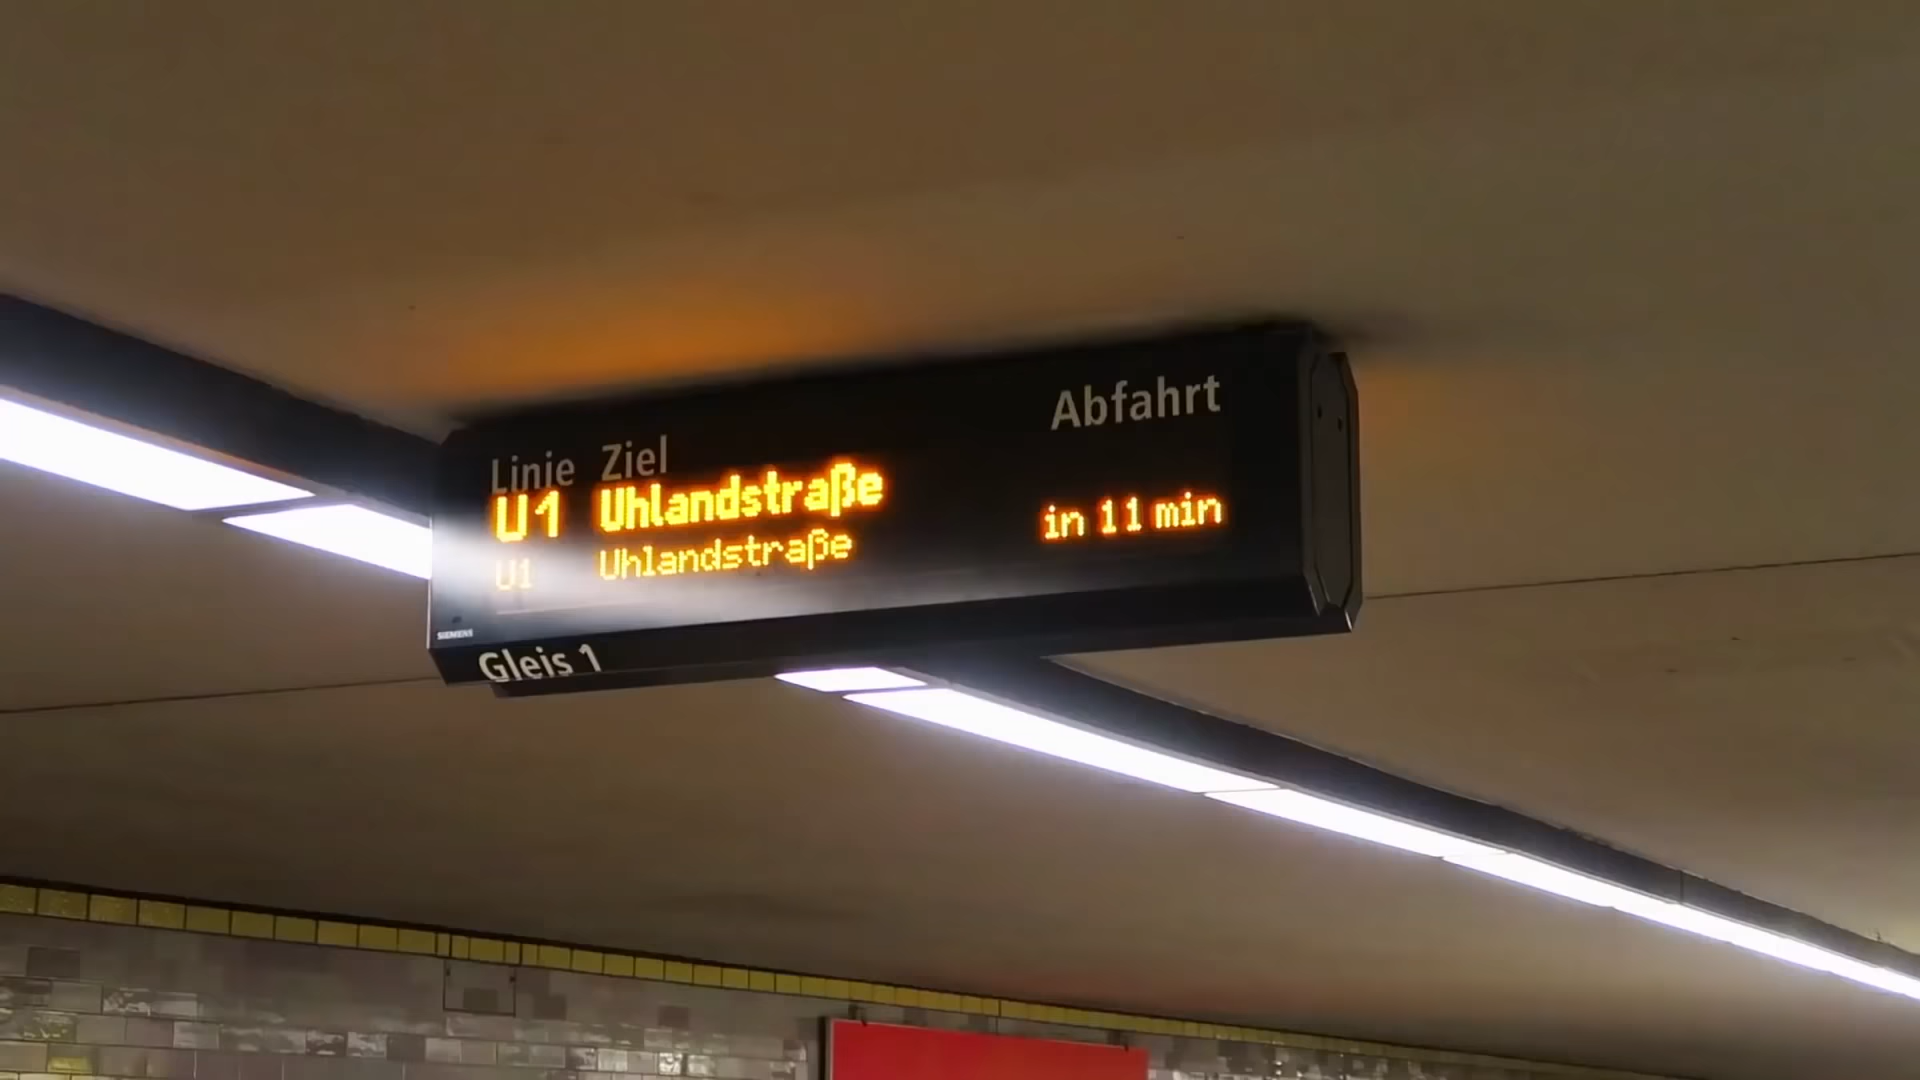 Linie Ziel Abfahrt
U1 Uhlandstraße
U1 Uhlandstraße in 11 min
SIEMENS
Gleis 1